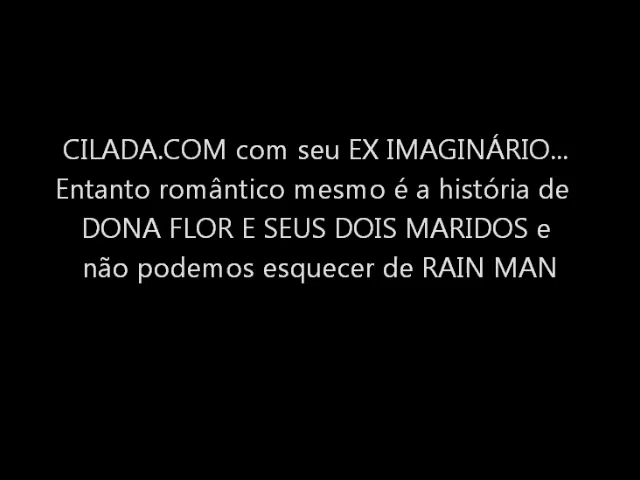 CILADA.COM com seu EX IMAGINÁRIO...
Entanto romântico mesmo é a história de
DONA FLOR E SEUS DOIS MARIDOS e
não podemos esquecer de RAIN MAN